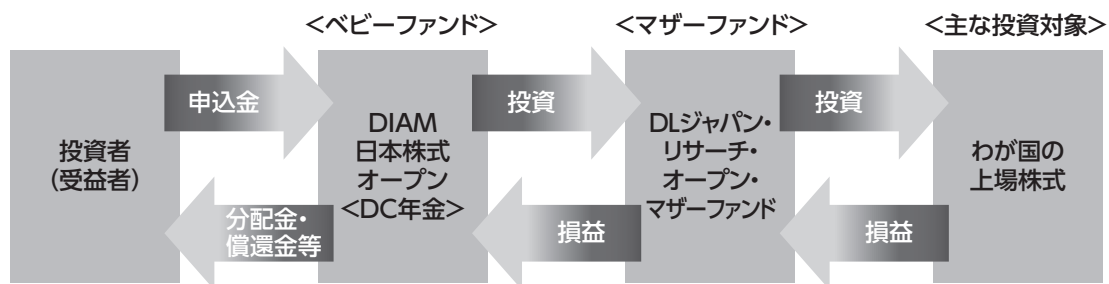 ＜ベビーファンド＞
＜マザーファンド＞
＜主な投資対象＞
投資者
(受益者)
申込金
分配金・
償還金等
DIAM
日本株式
オープン
＜DC年金＞
投資
損益
DLジャパン・
リサーチ・
オープン・
マザーファンド
投資
損益
わが国の
上場株式